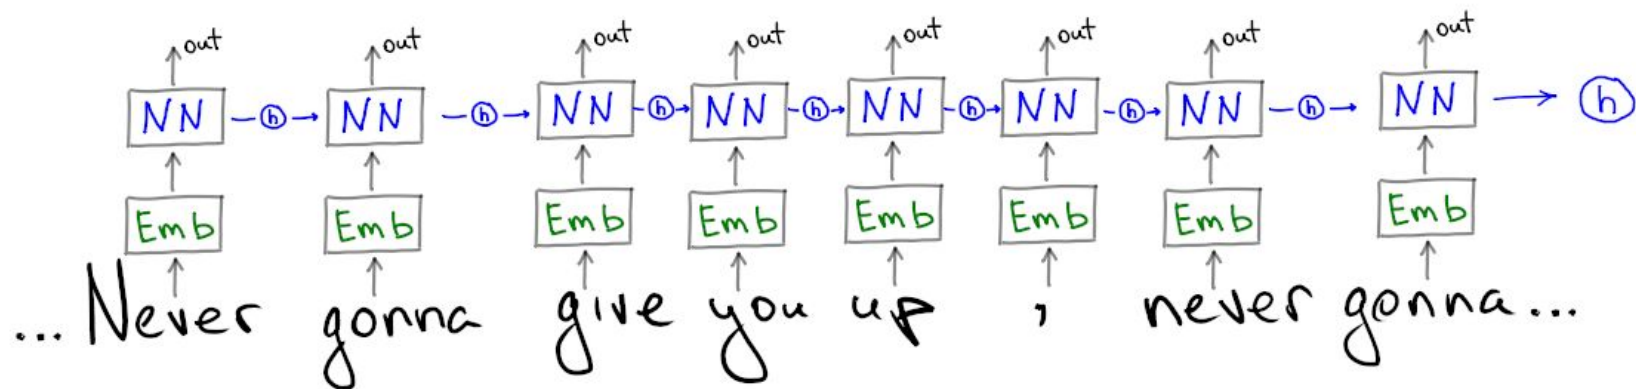 out out out out out out out out
NN h NN h NN h NN h NN h NN h NN h NN h
Emb Emb Emb Emb Emb Emb Emb Emb
... Never gonna give you up , never gonna...